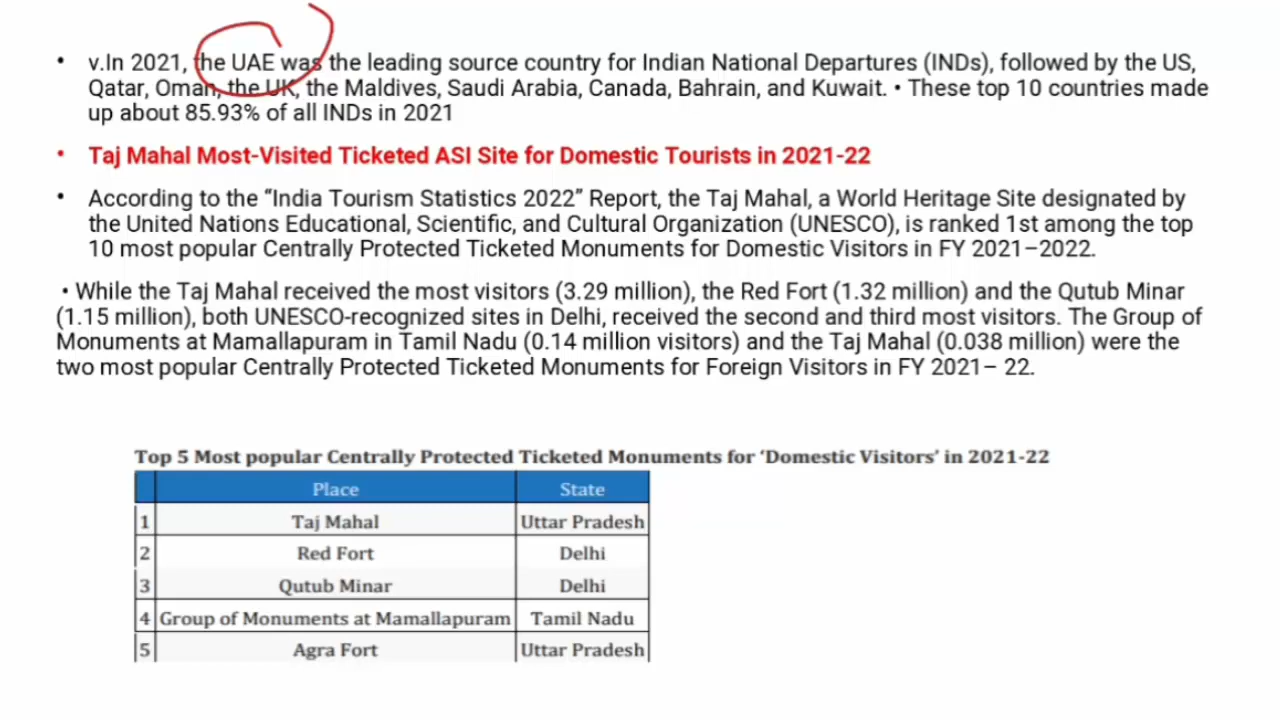 • v.In 2021, the UAE was the leading source country for Indian National Departures (INDs), followed by the US,
Qatar, Oman, the UK, the Maldives, Saudi Arabia, Canada, Bahrain, and Kuwait. • These top 10 countries made
up about 85.93% of all INDs in 2021
• Taj Mahal Most-Visited Ticketed ASI Site for Domestic Tourists in 2021-22
• According to the “India Tourism Statistics 2022” Report, the Taj Mahal, a World Heritage Site designated by
the United Nations Educational, Scientific, and Cultural Organization (UNESCO), is ranked 1st among the top
10 most popular Centrally Protected Ticketed Monuments for Domestic Visitors in FY 2021–2022.
• While the Taj Mahal received the most visitors (3.29 million), the Red Fort (1.32 million) and the Qutub Minar
(1.15 million), both UNESCO-recognized sites in Delhi, received the second and third most visitors. The Group of
Monuments at Mamallapuram in Tamil Nadu (0.14 million visitors) and the Taj Mahal (0.038 million) were the
two most popular Centrally Protected Ticketed Monuments for Foreign Visitors in FY 2021– 22.
Top 5 Most popular Centrally Protected Ticketed Monuments for ‘Domestic Visitors’ in 2021-22
Place State
1 Taj Mahal Uttar Pradesh
2 Red Fort Delhi
3 Qutub Minar Delhi
4 Group of Monuments at Mamallapuram Tamil Nadu
5 Agra Fort Uttar Pradesh